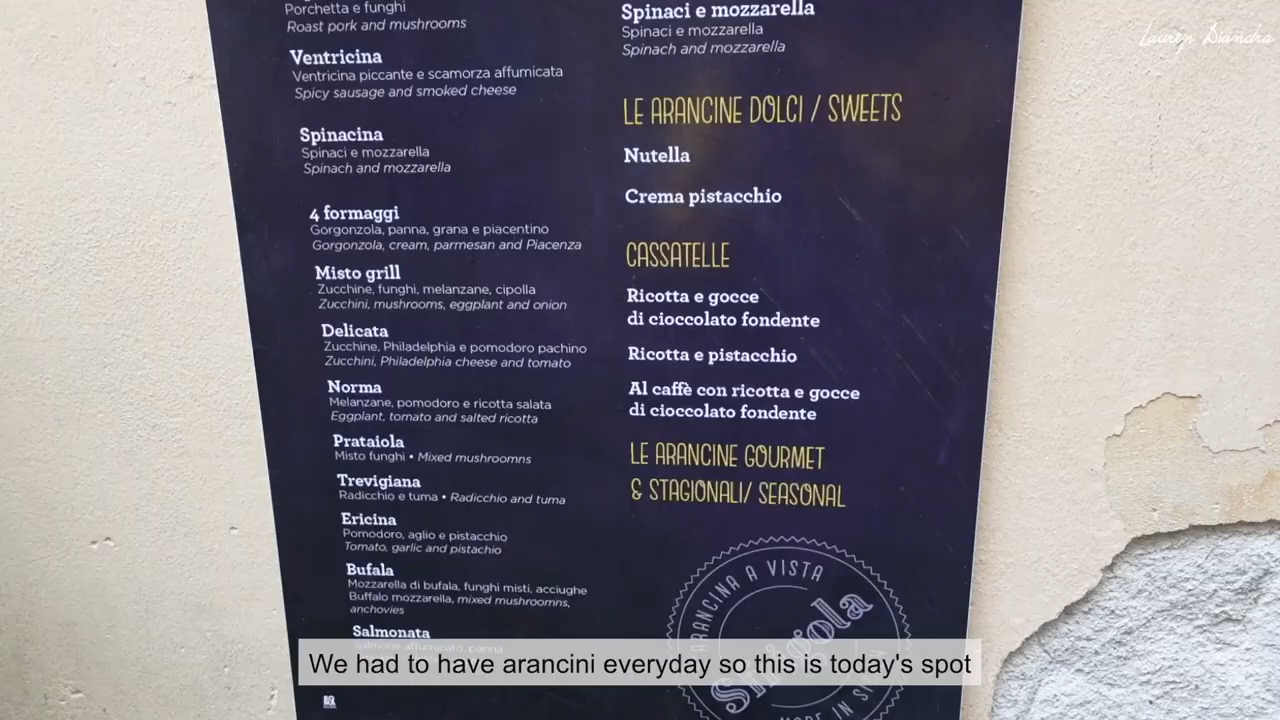 Porchetta e funghi
Roast pork and mushrooms
Ventricina
Ventricina piccante e scamorza affumicata
Spicy sausage and smoked cheese
Spinacina
Spinaci e mozzarella
Spinach and mozzarella
4 formaggi
Gorgonzola, panna, grana e piacentino
Gorgonzola, cream, parmesan and Piacenza
Misto grill
Zucchine, funghi, melanzane, cipolla
Zucchini, mushrooms, eggplant and onion
Delicata
Zucchine, Philadelphia e pomodoro pachino
Zucchini, Philadelphia cheese and tomato
Norma
Melanzane, pomodoro e ricotta salata
Eggplant, tomato and salted ricotta
Prataiola
Misto funghi • Mixed mushroomns
Trevigiana
Radicchio e tuma • Radicchio and tuma
Ericina
Pomodoro, aglio e pistacchio
Tomato, garlic and pistachio
Bufala
Mozzarella di bufala, funghi misti, acciughe
Buffalo mozzarella, mixed mushroomns,
anchovies
Salmonata
Salmone affumicato, panna
Spinaci e mozzarella
Spinaci e mozzarella
Spinach and mozzarella
LE ARANCINE DOLCI / SWEETS
Nutella
Crema pistacchio
CASSATELLE
Ricotta e gocce
di cioccolato fondente
Ricotta e pistacchio
Al caffè con ricotta e gocce
di cioccolato fondente
LE ARANCINE GOURMET
& STAGIONALI/ SEASONAL
ARANCINA A VISTA
MADE IN
Lauren Diandra
We had to have arancini everyday so this is today's spot